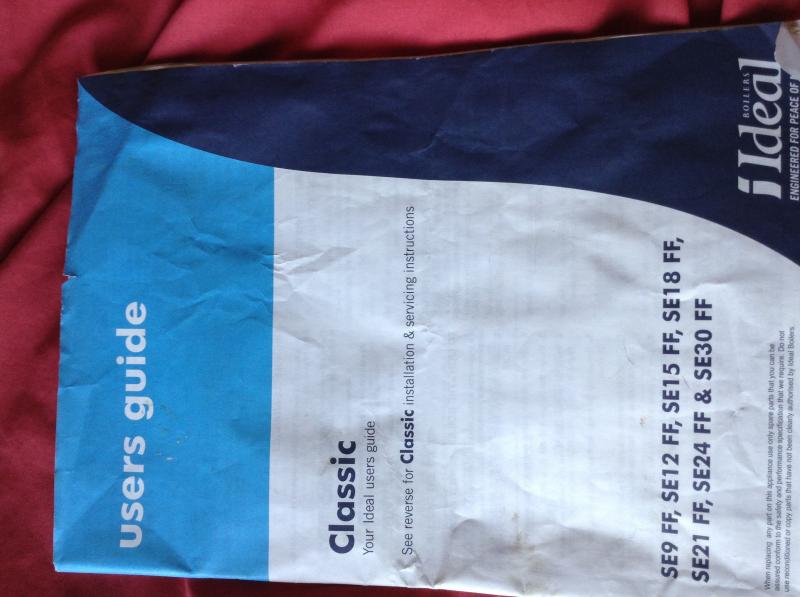 users guide
Classic
Your Ideal users guide
See reverse for Classic installation & servicing instructions
SE9 FF, SE12 FF, SE15 FF, SE18 FF,
SE21 FF, SE24 FF & SE30 FF
When replacing any part on this appliance use only spare parts that you can be
assured conform to the safety and performance specification that we require. Do not
use reconditioned or copy parts that have not been clearly authorised by Ideal Boilers.
BOILERS
Ideal
ENGINEERED FOR PEACE OF